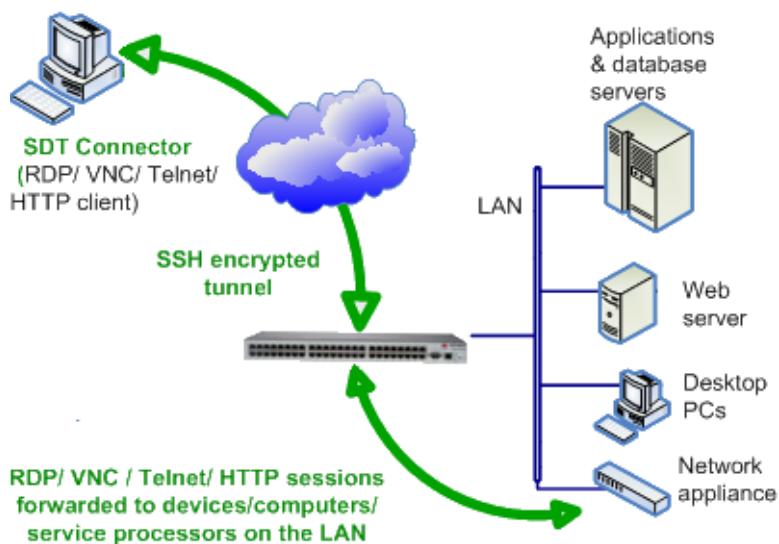 SDT Connector
(RDP/ VNC/ Telnet/
HTTP client)
SSH encrypted
tunnel
RDP/ VNC / Telnet/ HTTP sessions
forwarded to devices/computers/
service processors on the LAN
LAN
Applications
& database
servers
Web
server
Desktop
PCs
Network
appliance